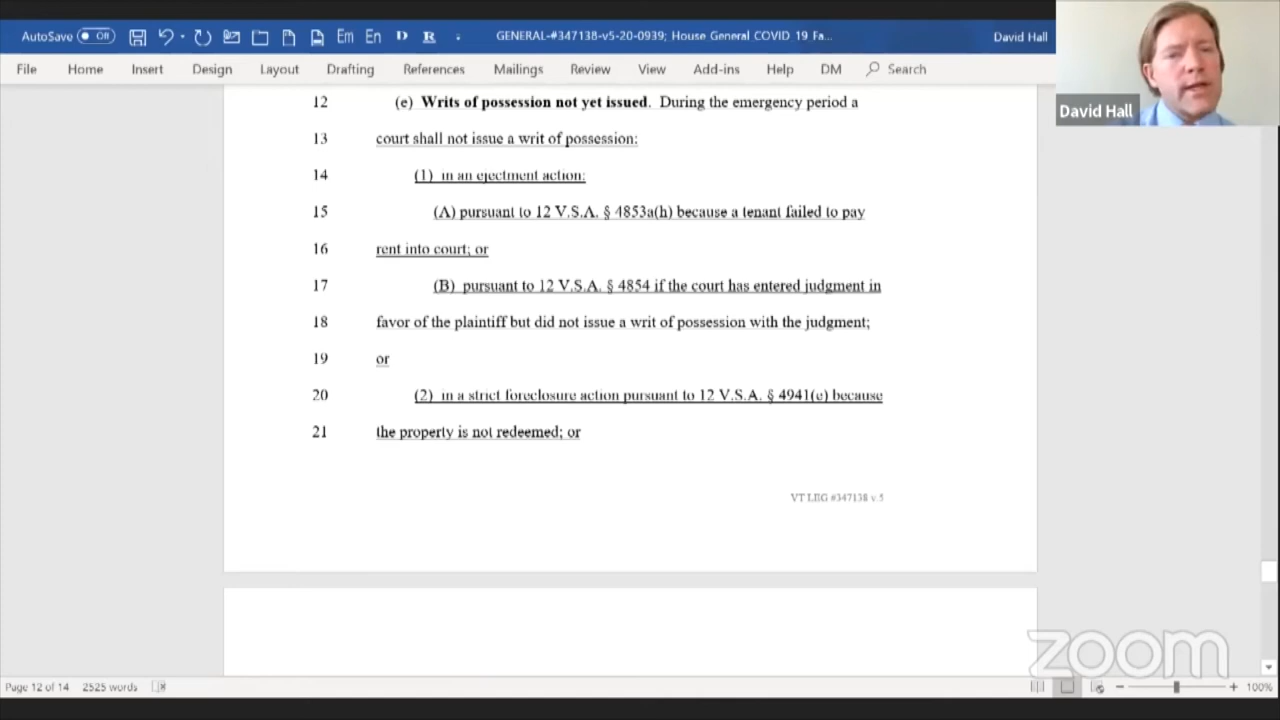 AutoSave Off Em En D R GENERAL-#347138-v5-20-0939; House General COVID 19 Fa... David Hall
File Home Insert Design Layout Drafting References Mailings Review View Add-ins Help DM Search
David Hall
12 (e) Writs of possession not yet issued. During the emergency period a
13 court shall not issue a writ of possession:
14 (1) in an ejectment action:
15 (A) pursuant to 12 V.S.A. § 4853a(h) because a tenant failed to pay
16 rent into court; or
17 (B) pursuant to 12 V.S.A. § 4854 if the court has entered judgment in
18 favor of the plaintiff but did not issue a writ of possession with the judgment;
19 or
20 (2) in a strict foreclosure action pursuant to 12 V.S.A. § 4941(e) because
21 the property is not redeemed; or
VT LEG #347138 v.5
zoom
Page 12 of 14 2525 words 100%